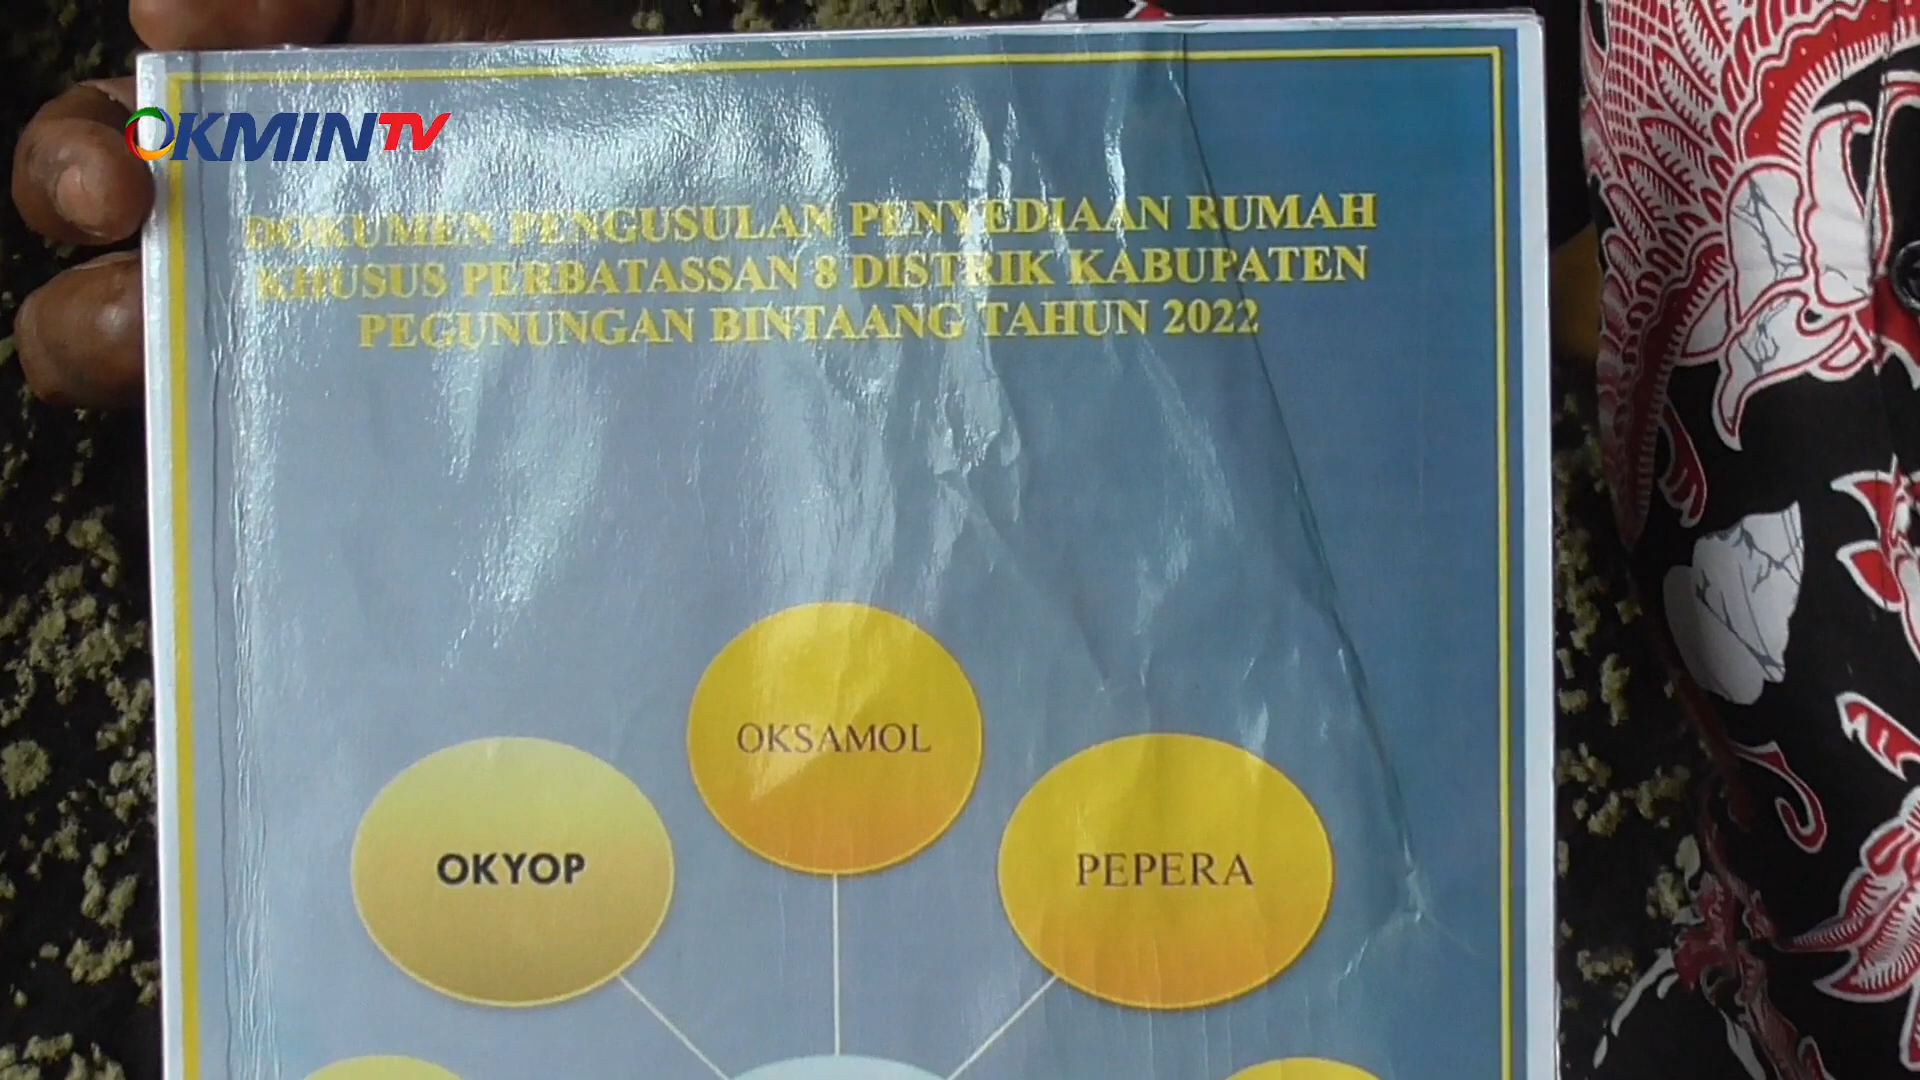 OKMINTV
DOKUMEN PENGUSULAN PENYEDIAAN RUMAH
KHUSUS PERBATASSAN 8 DISTRIK KABUPATEN
PEGUNUNGAN BINTAANG TAHUN 2022
OKSAMOL
OKYOP
PEPERA